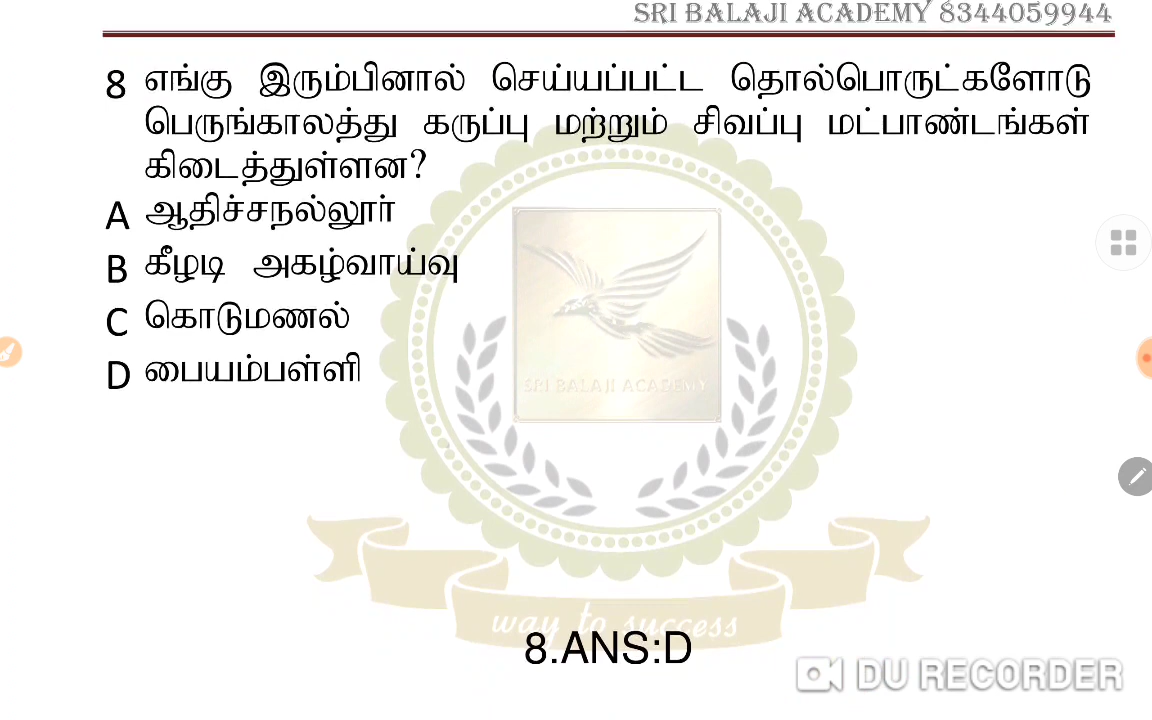 SRI BALAJI ACADEMY 8344059944
8 எங்கு இரும்பினால் செய்யப்பட்ட தொல்பொருட்களோடு
பெருங்காலத்து கருப்பு மற்றும் சிவப்பு மட்பாண்டங்கள்
கிடைத்துள்ளன?
A ஆதிச்சநல்லூர்
B கீழடி அகழ்வாய்வு
C கொடுமணல்
D பையம்பள்ளி
SRI BALAJI ACADEMY
way to success
8.ANS:D
DU RECORDER